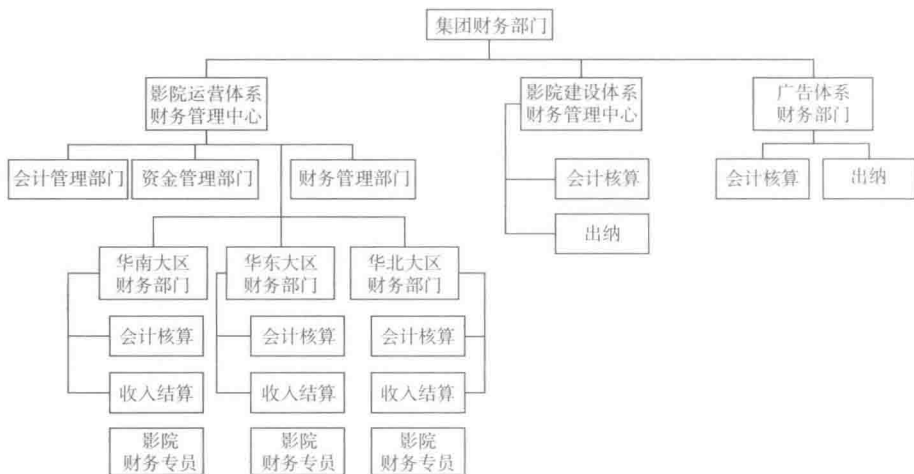 集团财务部门
影院运营体系
财务管理中心
影院建设体系
财务管理中心
广告体系
财务部门
会计管理部门
资金管理部门
财务管理部门
会计核算
会计核算
出纳
出纳
华南大区
财务部门
华东大区
财务部门
华北大区
财务部门
会计核算
会计核算
会计核算
收入结算
收入结算
收入结算
影院
财务专员
影院
财务专员
影院
财务专员